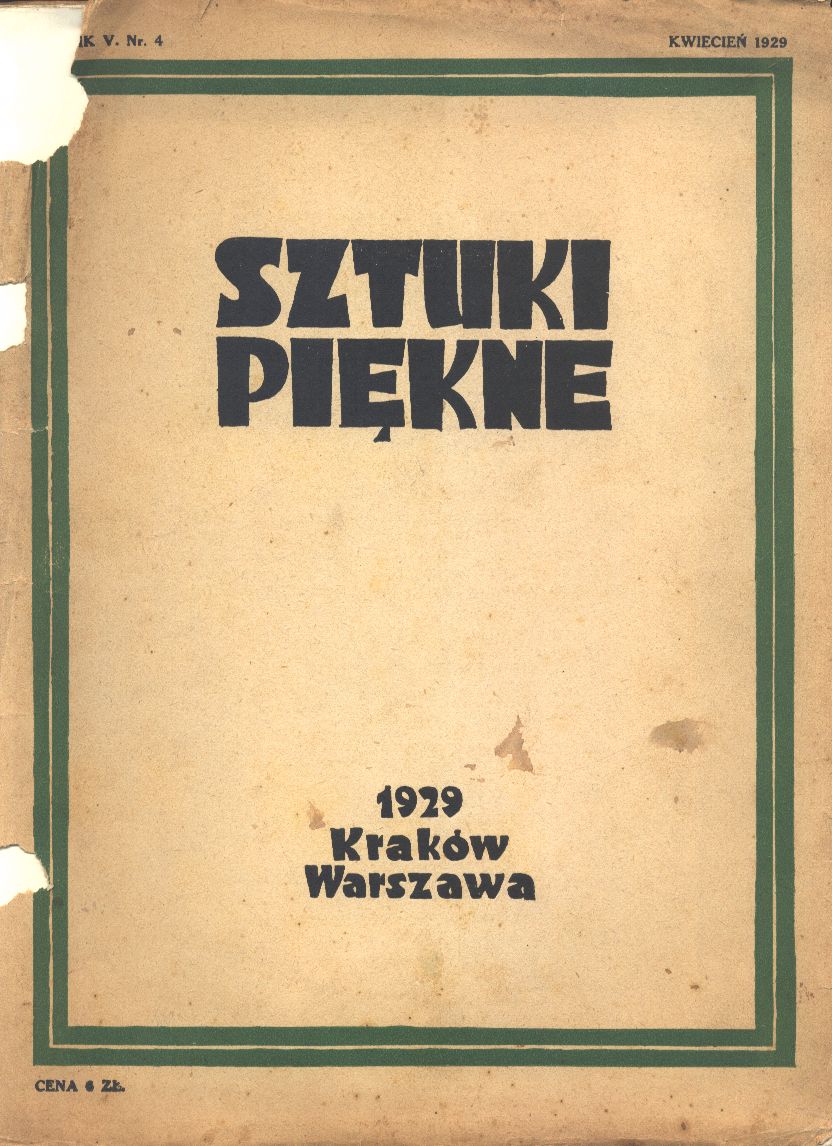 V. Nr. 4
KWIECIEŃ 1929
SZTUKI
PIĘKNE
1929
Kraków
Warszawa
CENA 6 ZŁ.